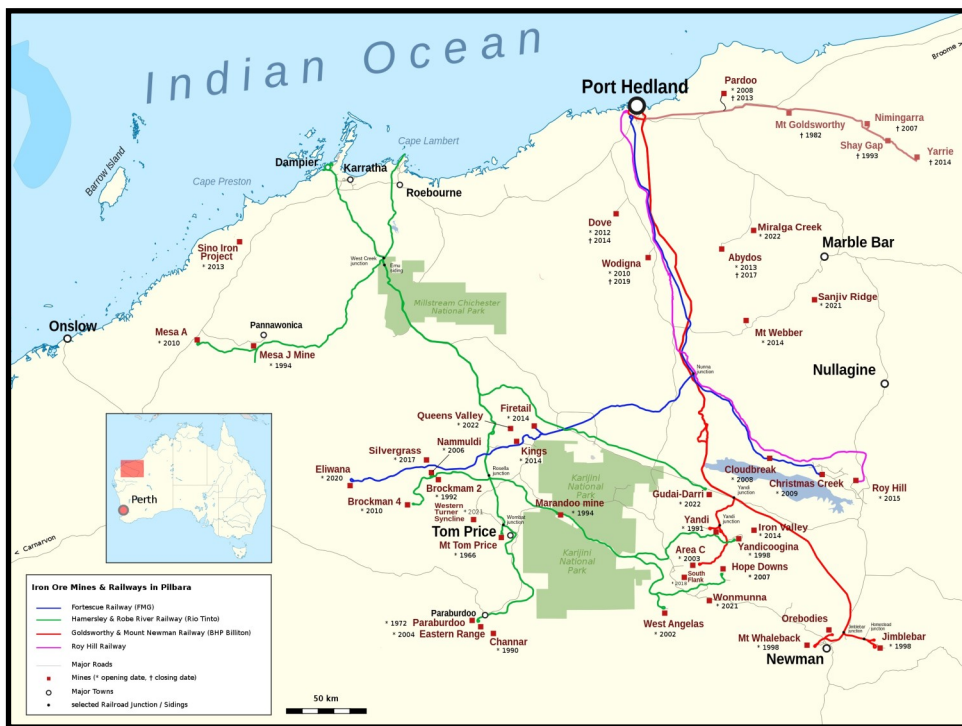 Indian Ocean
Broome >
Port Hedland
Pardoo
* 2008
† 2013
Mt Goldsworthy
† 1982
Nimingarra
† 2007
Shay Gap
† 1993
Yarrie
† 2014
Cape Lambert
Dampier
Karratha
Roebourne
Cape Preston
Barrow Island
Dove
* 2012
† 2014
Miralga Creek
* 2022
Marble Bar
Sino Iron
Project
* 2013
West Creek
junction
Emu
siding
Wodigna
* 2010
† 2019
Abydos
* 2013
† 2017
Millstream Chichester
National Park
Sanjiv Ridge
* 2021
Onslow
Mesa A
* 2010
Pannawonica
Mesa J Mine
* 1994
Mt Webber
* 2014
Nullagine
Queens Valley
* 2022
Firetail
* 2014
Nammuldi
* 2006
Kings
* 2014
Silvergrass
* 2017
Eliwana
* 2020
Rosella
junction
Brockmam 2
* 1992
Brockman 4
* 2010
Western
Turner
Syncline
* 2021
Karijini
National
Park
Marandoo mine
* 1994
Cloudbreak
* 2008
Christmas Creek
* 2009
Roy Hill
* 2015
Gudai-Darri
* 2022
Yandi
junction
Yandi
* 1991
Yandi
junction
Iron Valley
* 2014
Yandicoogina
* 1998
Tom Price
Mt Tom Price
* 1966
Karijini
National
Park
Area C
* 2003
South
Flank
Hope Downs
* 2007
Wonmunna
* 2021
West Angelas
* 2002
Paraburdoo
* 1972
Paraburdoo
* 2004
Eastern Range
Channar
* 1990
Orebodies
Mt Whaleback
* 1998
Newman
Jimblebar
junction
Jimblebar
* 1998
< Carnarvon
Perth
Iron Ore Mines & Railways in Pilbara
Fortescue Railway (FMG)
Hamersley & Robe River Railway (Rio Tinto)
Goldsworthy & Mount Newman Railway (BHP Billiton)
Roy Hill Railway
Major Roads
Mines (* opening date, † closing date)
Major Towns
selected Railroad Junction / Sidings
50 km